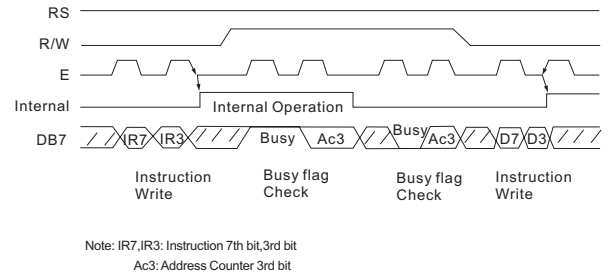 RS
R/W
E
Internal Internal Operation
DB7 IR7 IR3 Busy Ac3 Busy Ac3 D7 D3
Instruction Write
Busy flag Check
Busy flag Check
Instruction Write
Note: IR7,IR3: Instruction 7th bit,3rd bit
Ac3: Address Counter 3rd bit